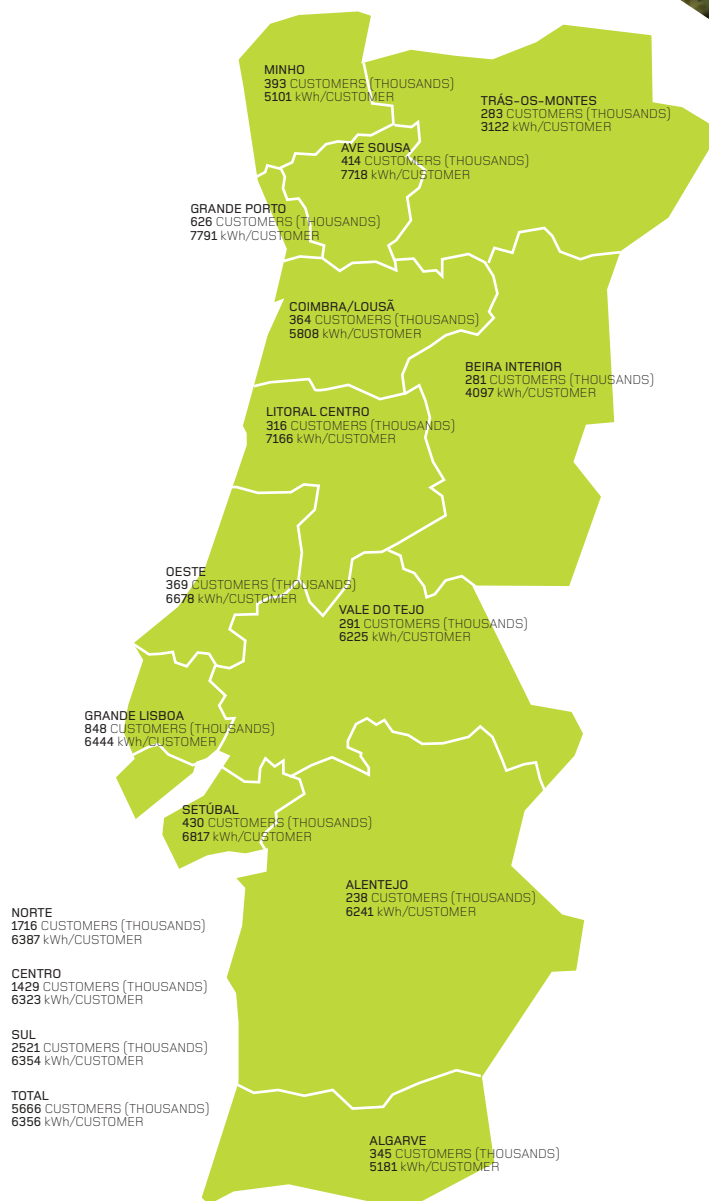 MINHO
393 CUSTOMERS (THOUSANDS)
5101 kWh/CUSTOMER
TRÁS-OS-MONTES
283 CUSTOMERS (THOUSANDS)
3122 kWh/CUSTOMER
AVE SOUSA
414 CUSTOMERS (THOUSANDS)
7718 kWh/CUSTOMER
GRANDE PORTO
626 CUSTOMERS (THOUSANDS)
7791 kWh/CUSTOMER
COIMBRA/LOUSÃ
364 CUSTOMERS (THOUSANDS)
5808 kWh/CUSTOMER
BEIRA INTERIOR
281 CUSTOMERS (THOUSANDS)
4097 kWh/CUSTOMER
LITORAL CENTRO
316 CUSTOMERS (THOUSANDS)
7166 kWh/CUSTOMER
OESTE
369 CUSTOMERS (THOUSANDS)
6678 kWh/CUSTOMER
VALE DO TEJO
291 CUSTOMERS (THOUSANDS)
6225 kWh/CUSTOMER
GRANDE LISBOA
848 CUSTOMERS (THOUSANDS)
6444 kWh/CUSTOMER
SETÚBAL
430 CUSTOMERS (THOUSANDS)
6817 kWh/CUSTOMER
ALENTEJO
238 CUSTOMERS (THOUSANDS)
6241 kWh/CUSTOMER
NORTE
1716 CUSTOMERS (THOUSANDS)
6387 kWh/CUSTOMER
CENTRO
1429 CUSTOMERS (THOUSANDS)
6323 kWh/CUSTOMER
SUL
2521 CUSTOMERS (THOUSANDS)
6354 kWh/CUSTOMER
TOTAL
5666 CUSTOMERS (THOUSANDS)
6356 kWh/CUSTOMER
ALGARVE
345 CUSTOMERS (THOUSANDS)
5181 kWh/CUSTOMER